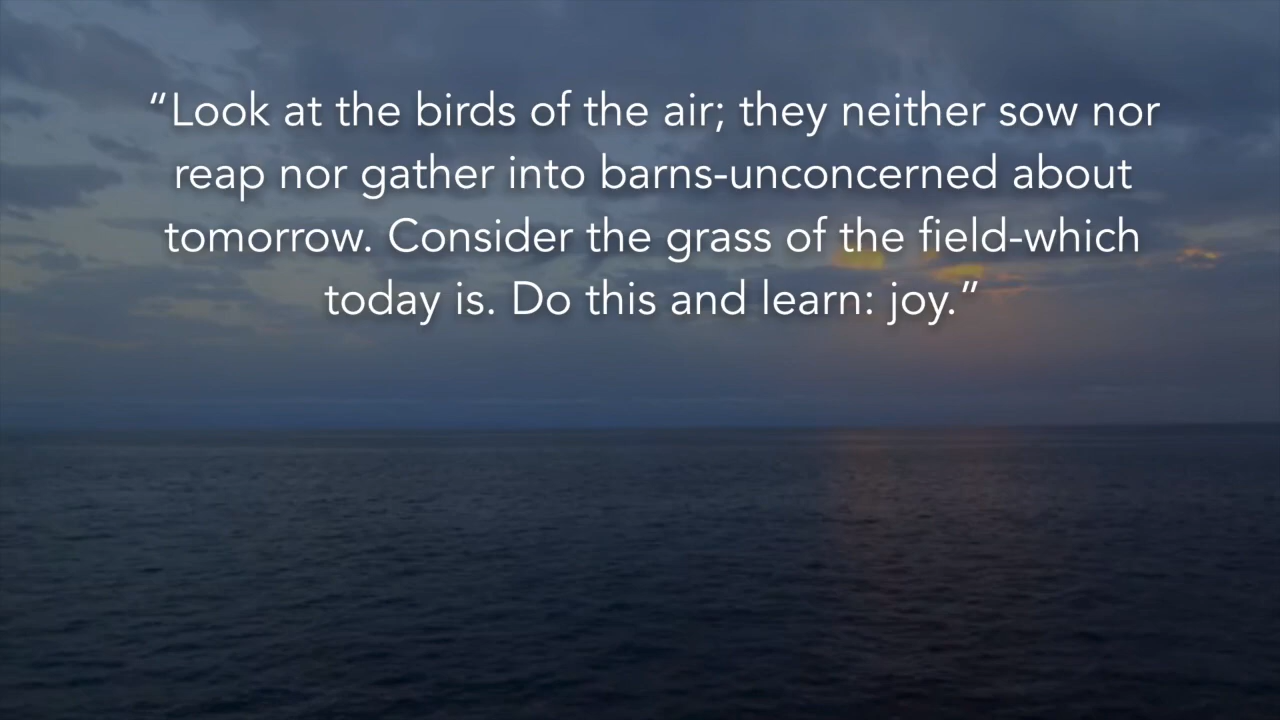 “Look at the birds of the air; they neither sow nor
reap nor gather into barns-unconcerned about
tomorrow. Consider the grass of the field-which
today is. Do this and learn: joy.”